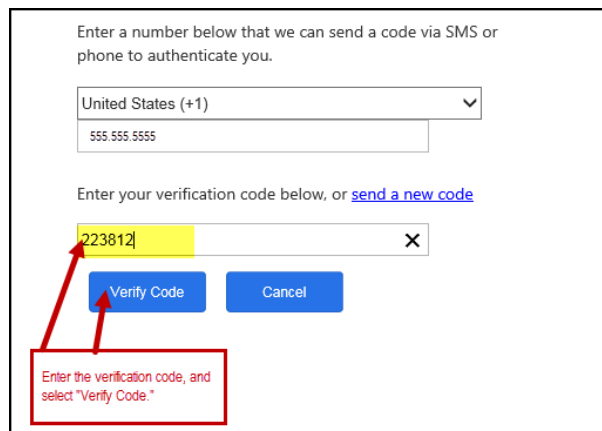 Enter a number below that we can send a code via SMS or
phone to authenticate you.
United States (+1)
555.555.5555
Enter your verification code below, or send a new code
223812
Verify Code Cancel
Enter the verification code, and
select "Verify Code."